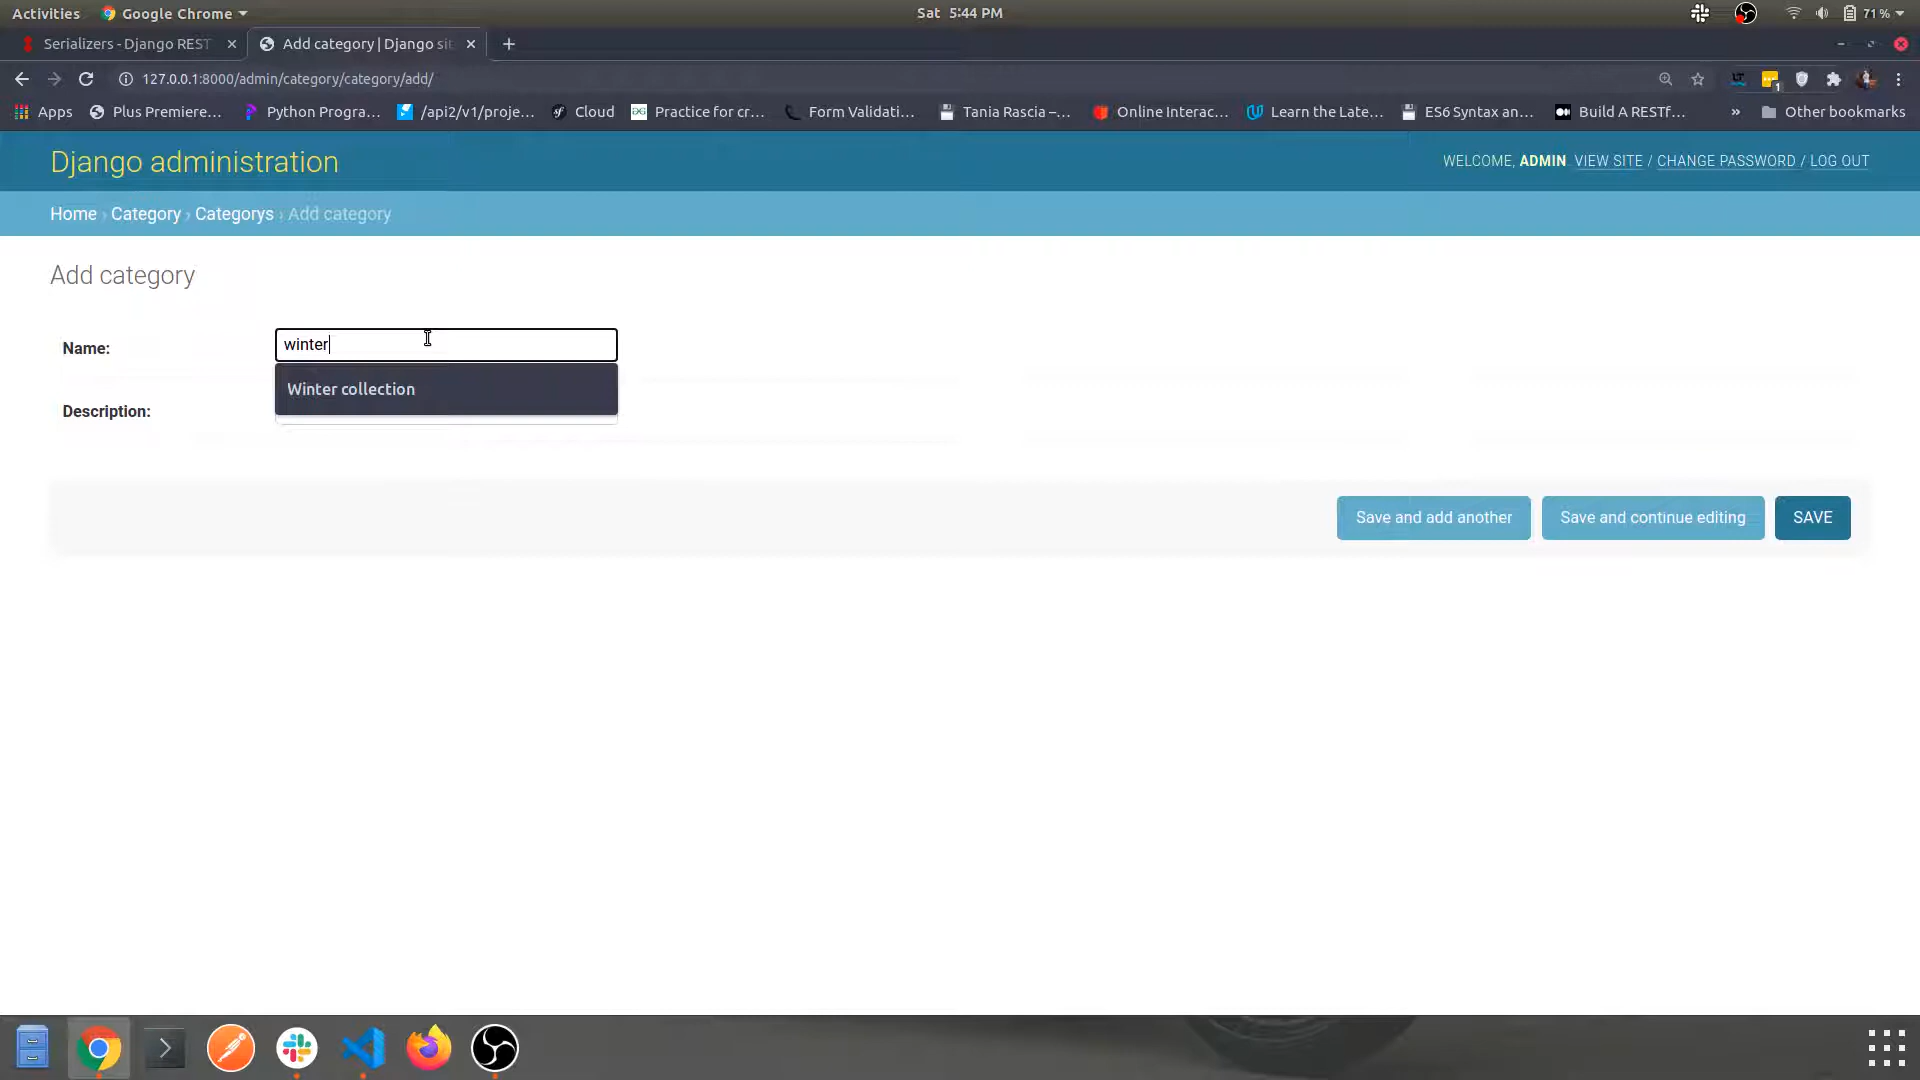 Activities Google Chrome Sat 5:44 PM 71 %
Serializers - Django REST Add category | Django sit
127.0.0.1:8000/admin/category/category/add/ 1
Apps Plus Premiere... Python Progra... /api2/v1/proje... Cloud Practice for cr... Form Validati... Tania Rascia –... Online Interac... Learn the Late... ES6 Syntax an... Build A RESTf... » Other bookmarks
Django administration WELCOME, ADMIN VIEW SITE / CHANGE PASSWORD / LOG OUT
Home › Category › Categorys › Add category
Add category
Name: winter
Winter collection
Description:
Save and add another Save and continue editing SAVE